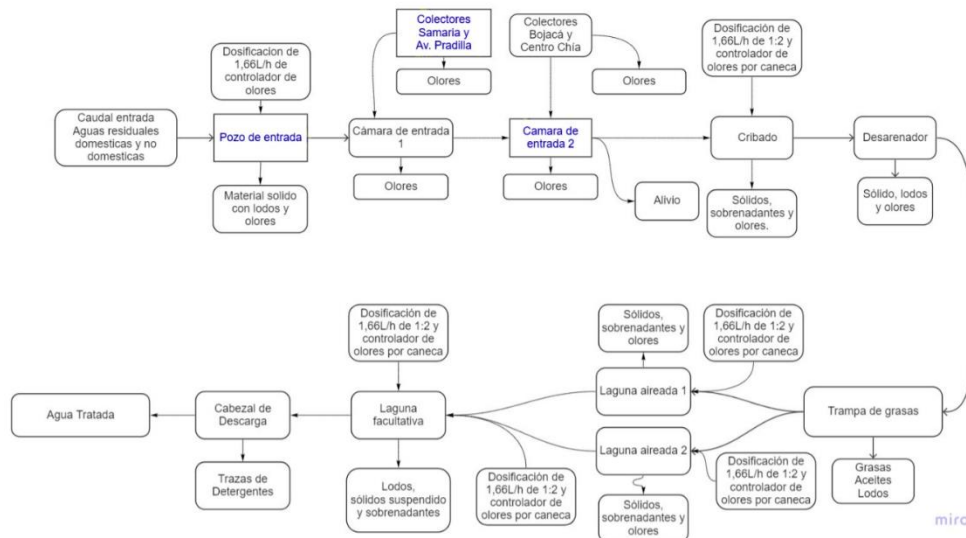 Dosificacion de
1,66L/h de
controlador de
olores
Colectores
Samaria y
Av. Pradilla
Colectores
Bojacá y
Centro Chía
Dosificación de
1,66L/h de 1:2 y
controlador de
olores por caneca
Olores
Olores
Caudal entrada
Aguas residuales
domesticas y no
domesticas
Pozo de entrada
Cámara de entrada
1
Camara de
entrada 2
Cribado
Desarenador
Material solido
con lodos y
olores
Olores
Olores
Alivio
Sólidos,
sobrenadantes y
olores.
Sólido, lodos
y olores
Dosificación de
1,66L/h de 1:2 y
controlador de
olores por caneca
Sólidos,
sobrenadantes y
olores
Dosificación de
1,66L/h de 1:2 y
controlador de
olores por caneca
Agua Tratada
Cabezal de
Descarga
Laguna
facultativa
Laguna aireada 1
Trampa de grasas
Laguna aireada 2
Trazas de
Detergentes
Lodos,
sólidos suspendido
y sobrenadantes
Dosificación de
1,66L/h de 1:2 y
controlador de
olores por caneca
Sólidos,
sobrenadantes y
olores
Dosificación de
1,66L/h de 1:2 y
controlador de
olores por caneca
Grasas
Aceites
Lodos
miro